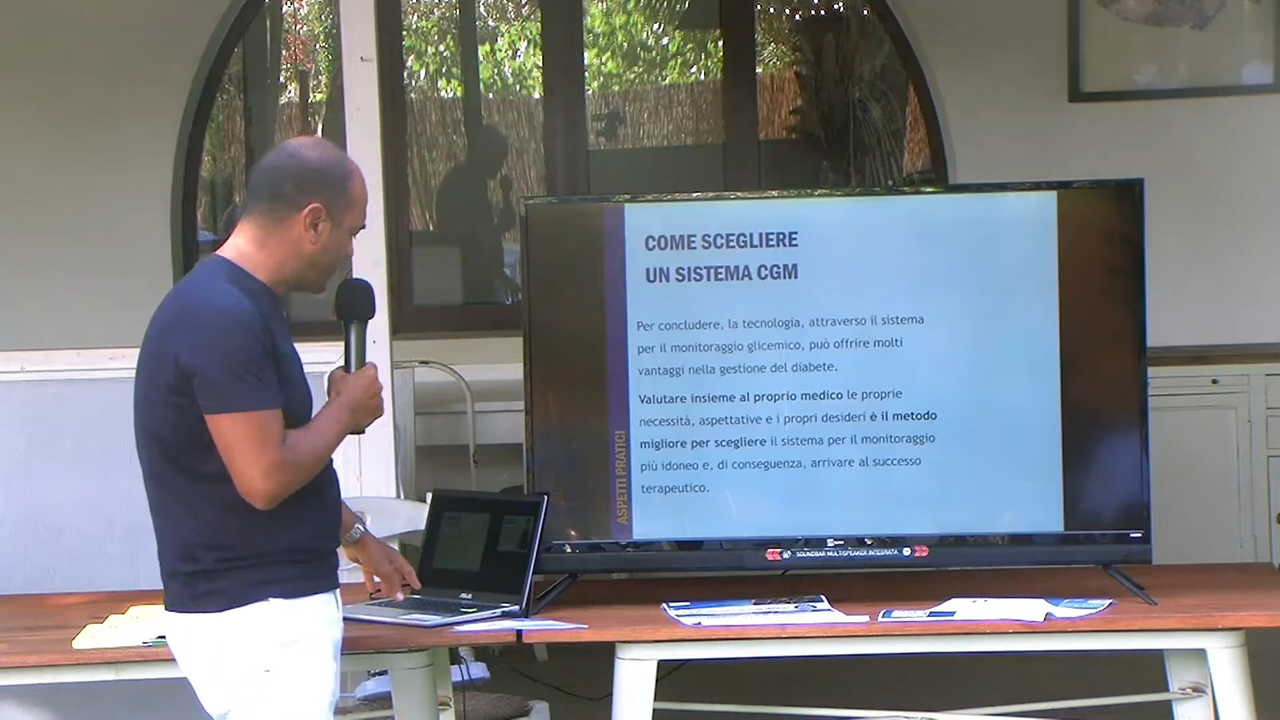 COME SCEGLIERE
UN SISTEMA CGM
Per concludere, la tecnologia, attraverso il sistema
per il monitoraggio glicemico, può offrire molti
vantaggi nella gestione del diabete.
Valutare insieme al proprio medico le proprie
necessità, aspettative e i propri desideri è il metodo
migliore per scegliere il sistema per il monitoraggio
più idoneo e, di conseguenza, arrivare al successo
terapeutico.
ASPETTI PRATICI
SOUNDBAR MULTISPEAKER INTEGRATA
ASUS